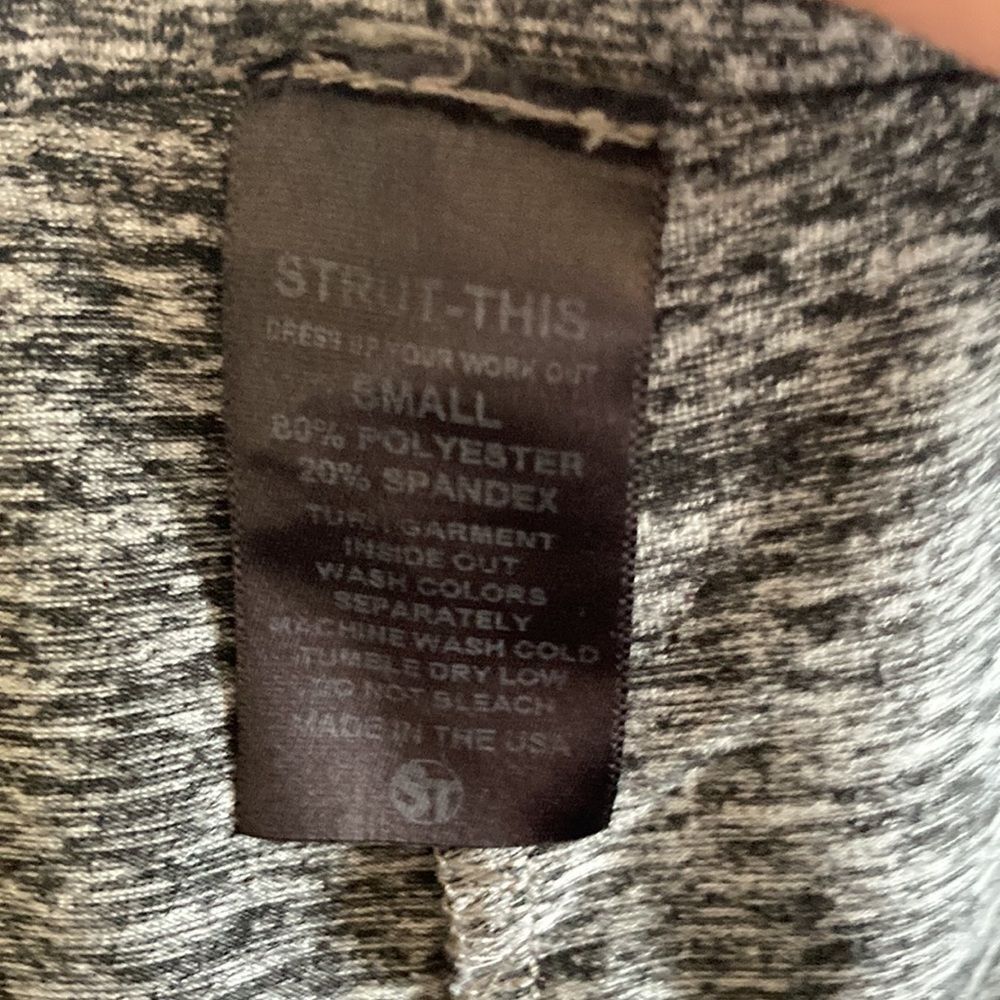 STRUT-THIS
DRESS UP YOUR WORK OUT
SMALL
80% POLYESTER
20% SPANDEX
TURN GARMENT
INSIDE OUT
WASH COLORS
SEPARATELY
MACHINE WASH COLD
TUMBLE DRY LOW
DO NOT BLEACH
MADE IN THE USA
ST